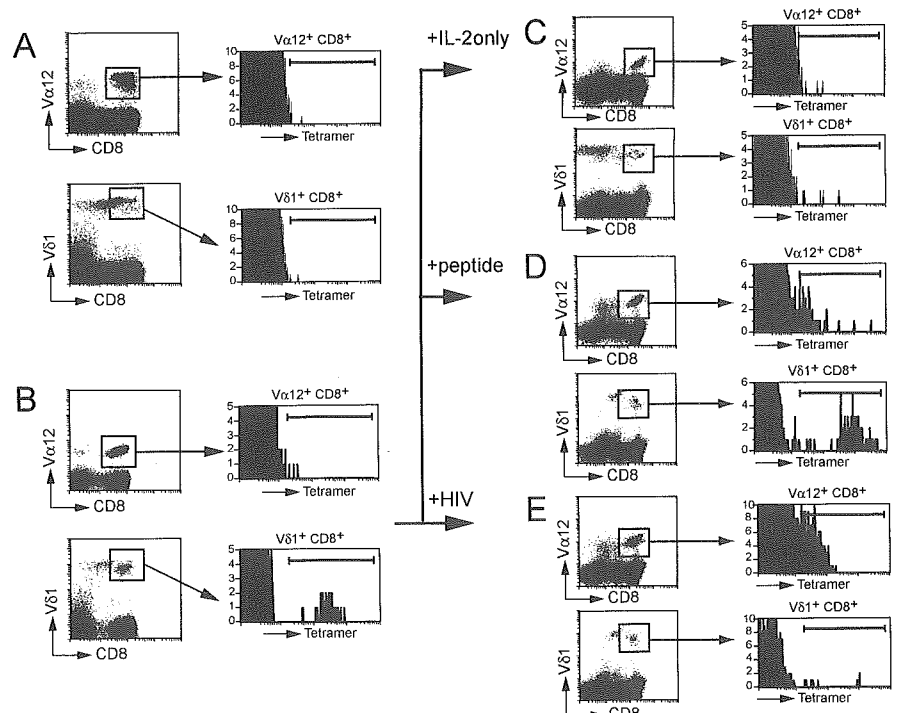 A
Vα12
CD8
Vα12⁺ CD8⁺
10
8
6
4
2
0
Tetramer
Vδ1
CD8
Vδ1⁺ CD8⁺
10
8
6
4
2
0
Tetramer
B
Vα12
CD8
Vα12⁺ CD8⁺
5
4
3
2
1
0
Tetramer
Vδ1
CD8
Vδ1⁺ CD8⁺
5
4
3
2
1
0
Tetramer
+IL-2only
+peptide
+HIV
C
Vα12
CD8
Vα12⁺ CD8⁺
5
4
3
2
1
0
Tetramer
Vδ1
CD8
Vδ1⁺ CD8⁺
5
4
3
2
1
0
Tetramer
D
Vα12
CD8
Vα12⁺ CD8⁺
6
4
2
0
Tetramer
Vδ1
CD8
Vδ1⁺ CD8⁺
6
4
2
0
Tetramer
E
Vα12
CD8
Vα12⁺ CD8⁺
10
8
6
4
2
0
Tetramer
Vδ1
CD8
Vδ1⁺ CD8⁺
10
8
6
4
2
0
Tetramer